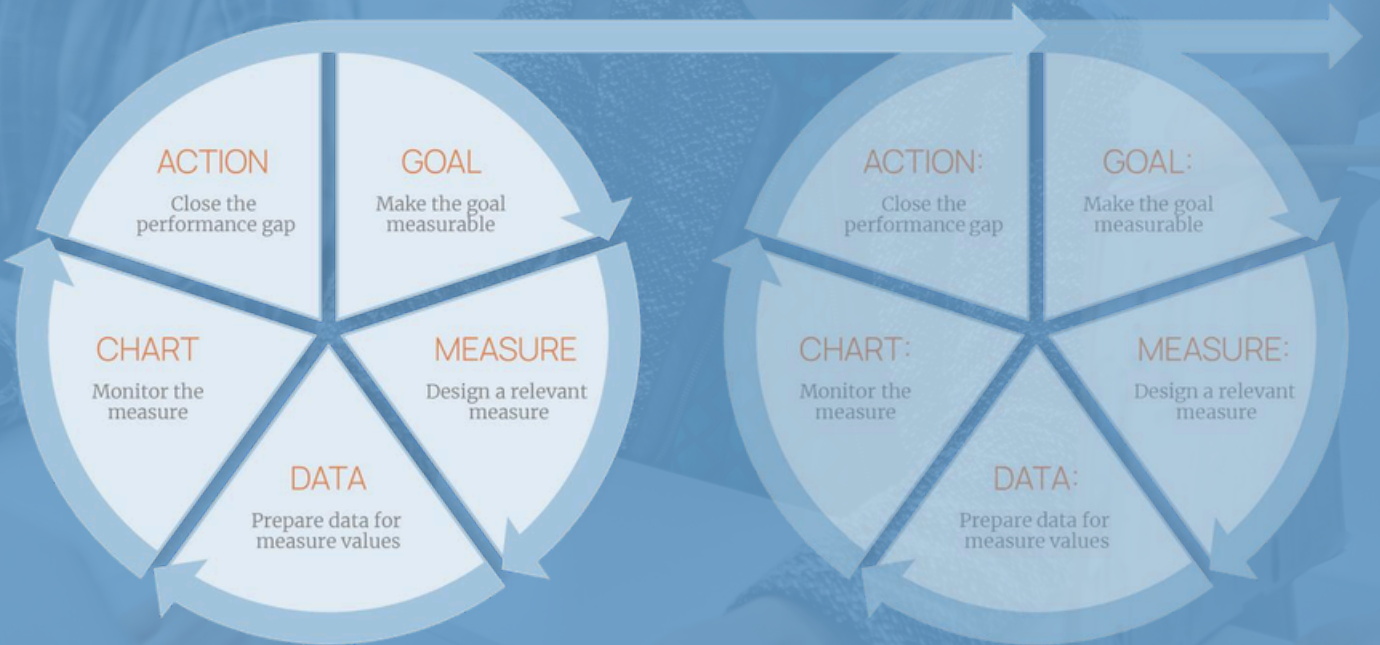 ACTION
Close the
performance gap
GOAL
Make the goal
measurable
CHART
Monitor the
measure
MEASURE
Design a relevant
measure
DATA
Prepare data for
measure values
ACTION:
Close the
performance gap
GOAL:
Make the goal
measurable
CHART:
Monitor the
measure
MEASURE:
Design a relevant
measure
DATA:
Prepare data for
measure values